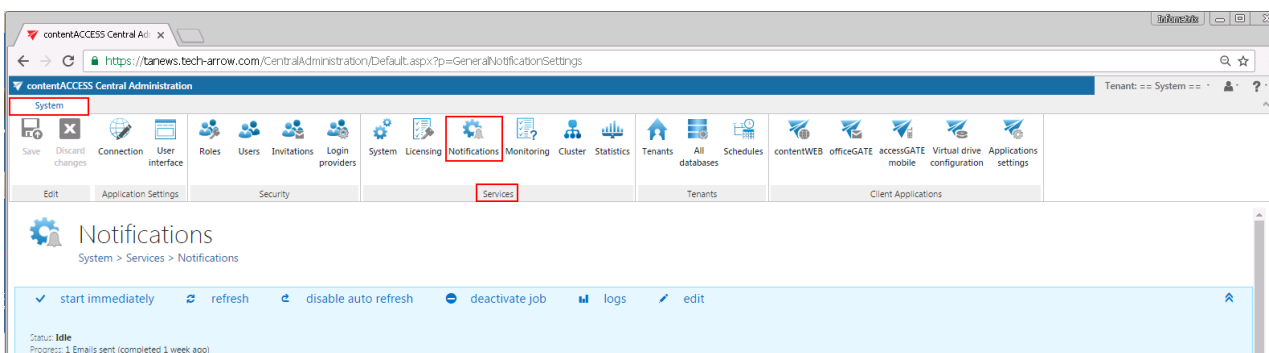 contentACCESS Central Ad
https://tanews.tech-arrow.com/CentralAdministration/Default.aspx?p=GeneralNotificationSettings
contentACCESS Central Administration
Tenant: == System ==
?
System
Save
Discard changes
Connection
User interface
Roles
Users
Invitations
Login providers
System
Licensing
Notifications
Monitoring
Cluster
Statistics
Tenants
All databases
Schedules
contentWEB
officeGATE
accessGATE mobile
Virtual drive configuration
Applications settings
Edit
Application Settings
Security
Services
Tenants
Client Applications
Notifications
System > Services > Notifications
start immediately
refresh
disable auto refresh
deactivate job
logs
edit
Status: Idle
Progress: 1 Emails sent (completed 1 week ago)